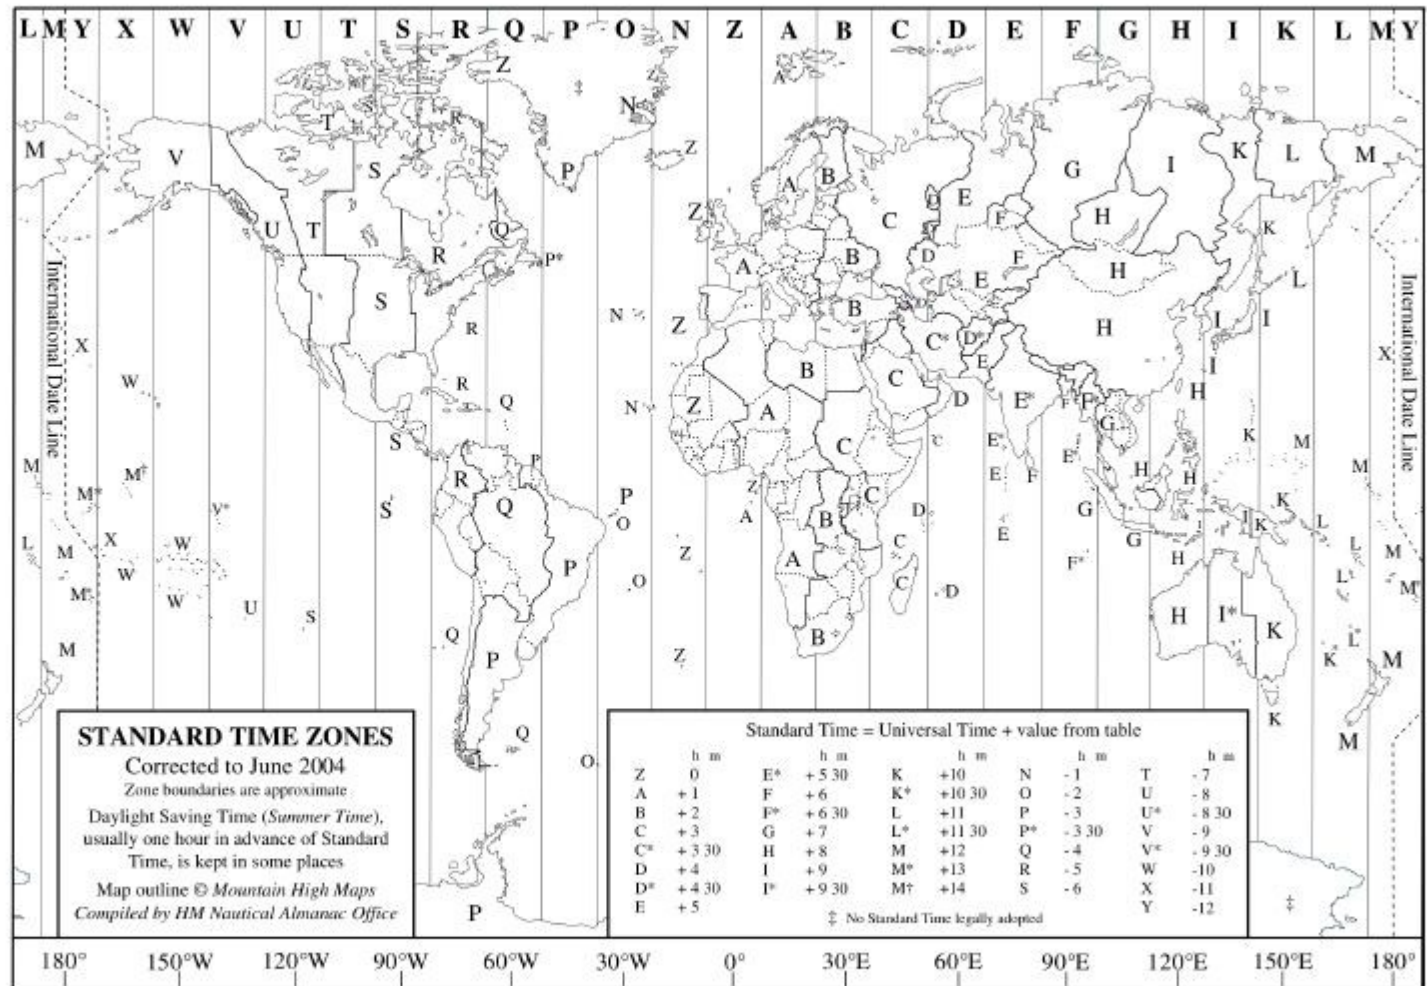 L M Y X W V U T S R Q P O N Z A B C D E F G H I K L M Y
Z ‡ Z A
S N
T R
M V S P Z A B C D E G H I K L M
U T R Q Z F H K
P* A B C D E F H L
S N Z B C* D* E H I I K
X R I X
W R Q N Z B C D E* F F* H
S Z A C C E* G K M
M M* R P E F E* H H M
M* V* S Q P O Z A B C D G I K K L
L M X W Z C E G L M
W P O A C D F* H L* M*
M* W U S Q B H I* K L*
M P Z K M
Q O K M
P
International Date Line
International Date Line
STANDARD TIME ZONES
Corrected to June 2004
Zone boundaries are approximate
Daylight Saving Time (Summer Time),
usually one hour in advance of Standard
Time, is kept in some places
Map outline © Mountain High Maps
Compiled by HM Nautical Almanac Office
Standard Time = Universal Time + value from table
h m h m h m h m h m
Z 0 E* + 5 30 K +10 N - 1 T - 7
A + 1 F + 6 K* +10 30 O - 2 U - 8
B + 2 F* + 6 30 L +11 P - 3 U* - 8 30
C + 3 G + 7 L* +11 30 P* - 3 30 V - 9
C* + 3 30 H + 8 M +12 Q - 4 V* - 9 30
D + 4 I + 9 M* +13 R - 5 W -10
D* + 4 30 I* + 9 30 M† +14 S - 6 X -11
E + 5 Y -12
‡ No Standard Time legally adopted
‡
180° 150°W 120°W 90°W 60°W 30°W 0° 30°E 60°E 90°E 120°E 150°E 180°